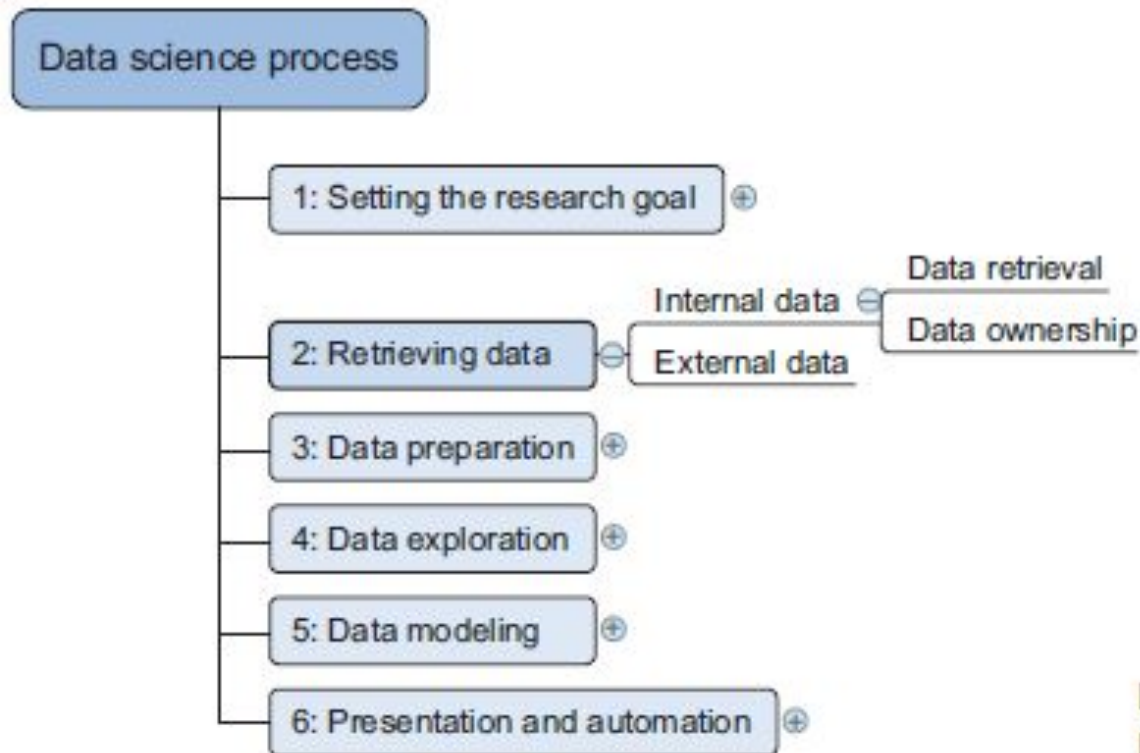 Data science process
1: Setting the research goal
2: Retrieving data
Internal data
Data retrieval
Data ownership
External data
3: Data preparation
4: Data exploration
5: Data modeling
6: Presentation and automation